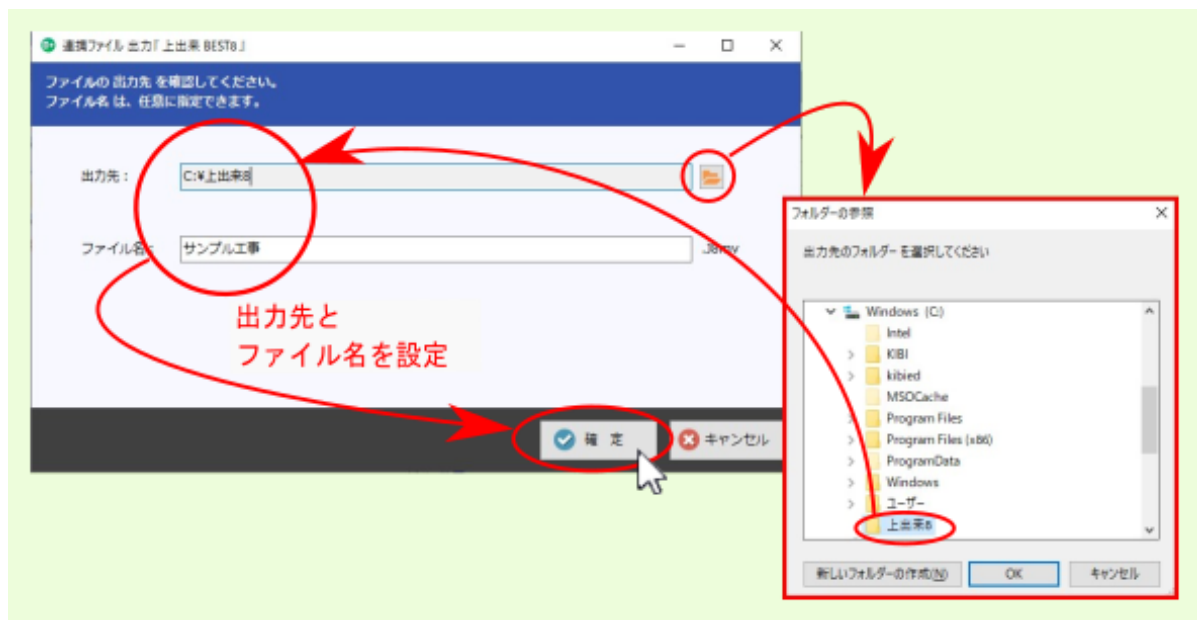 連携ファイル 出力「 上出来 BEST8 」
ファイルの 出力先 を確認してください。
ファイル名 は、任意に指定できます。
出力先：
C:¥上出来8
ファイル名：
サンプル工事
出力先と
ファイル名を設定
確 定
キャンセル
フォルダーの参照
出力先のフォルダー を選択してください
Windows (C:)
Intel
KIBI
kibied
MSOCache
Program Files
Program Files (x86)
ProgramData
Windows
ユーザー
上出来8
新しいフォルダーの作成(N)
OK
キャンセル